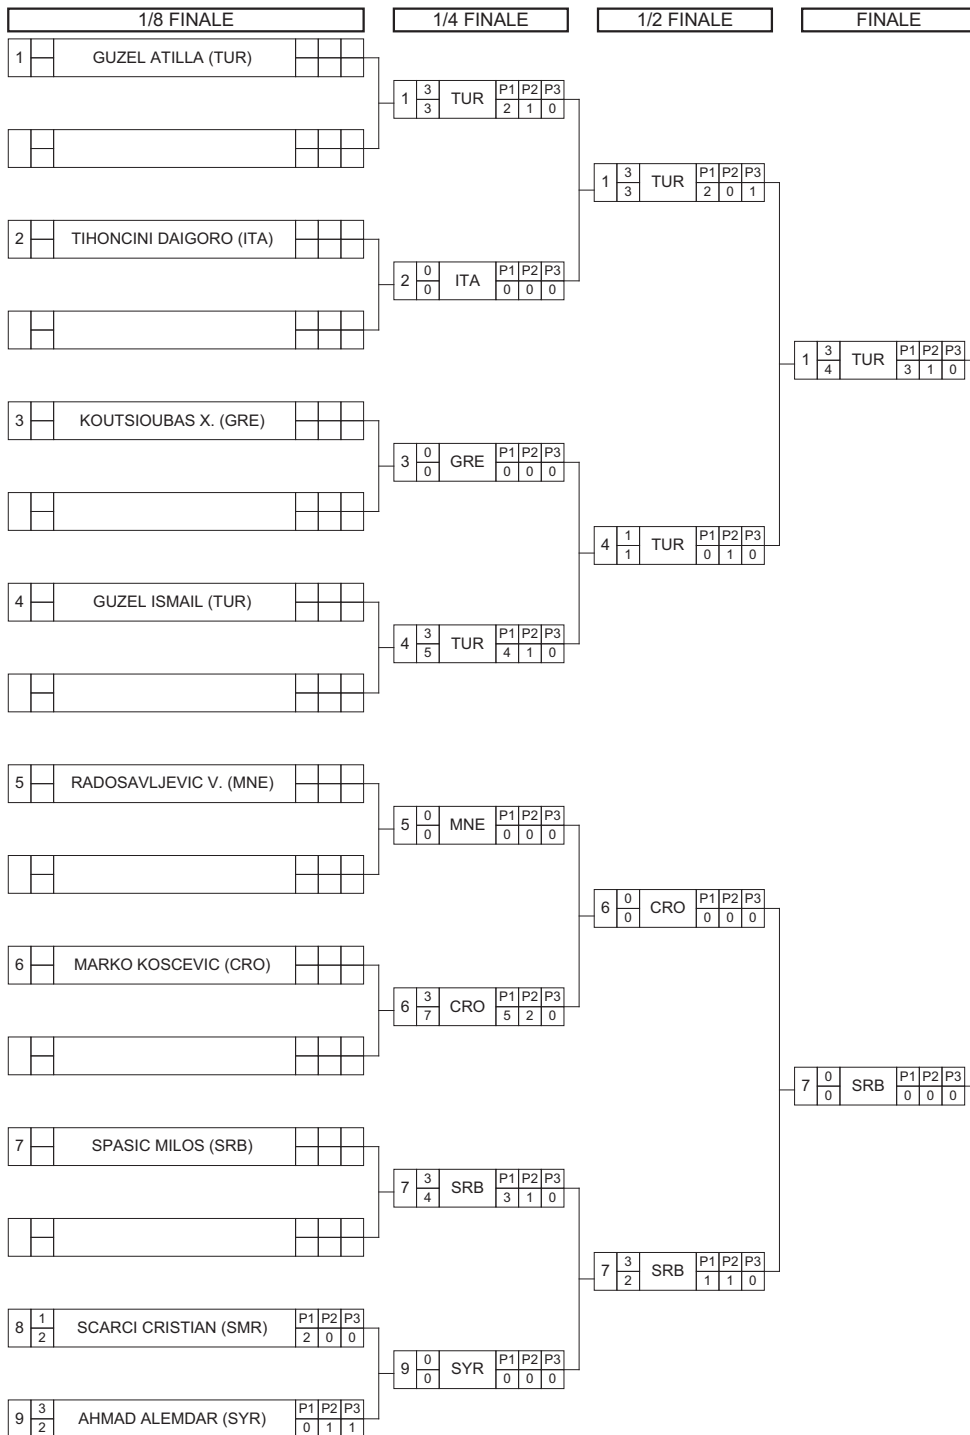 1/8 FINALE 1/4 FINALE 1/2 FINALE FINALE
1 GUZEL ATILLA (TUR)
1 3 3 TUR P1 P2 P3 2 1 0
1 3 3 TUR P1 P2 P3 2 0 1
2 TIHONCINI DAIGORO (ITA)
2 0 0 ITA P1 P2 P3 0 0 0
1 3 4 TUR P1 P2 P3 3 1 0
3 KOUTSIOUBAS X. (GRE)
3 0 0 GRE P1 P2 P3 0 0 0
4 1 1 TUR P1 P2 P3 0 1 0
4 GUZEL ISMAIL (TUR)
4 3 5 TUR P1 P2 P3 4 1 0
5 RADOSAVLJEVIC V. (MNE)
5 0 0 MNE P1 P2 P3 0 0 0
6 0 0 CRO P1 P2 P3 0 0 0
6 MARKO KOSCEVIC (CRO)
6 3 7 CRO P1 P2 P3 5 2 0
7 0 0 SRB P1 P2 P3 0 0 0
7 SPASIC MILOS (SRB)
7 3 4 SRB P1 P2 P3 3 1 0
7 3 2 SRB P1 P2 P3 1 1 0
8 1 2 SCARCI CRISTIAN (SMR) P1 P2 P3 2 0 0
9 0 0 SYR P1 P2 P3 0 0 0
9 3 2 AHMAD ALEMDAR (SYR) P1 P2 P3 0 1 1